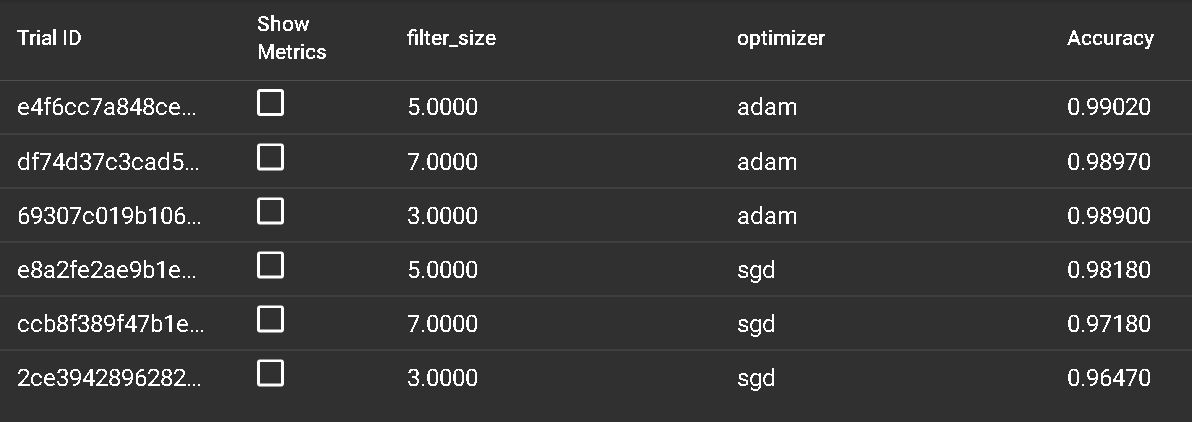 Trial ID Show Metrics filter_size optimizer Accuracy
e4f6cc7a848ce... 5.0000 adam 0.99020
df74d37c3cad5... 7.0000 adam 0.98970
69307c019b106... 3.0000 adam 0.98900
e8a2fe2ae9b1e... 5.0000 sgd 0.98180
ccb8f389f47b1e... 7.0000 sgd 0.97180
2ce3942896282... 3.0000 sgd 0.96470